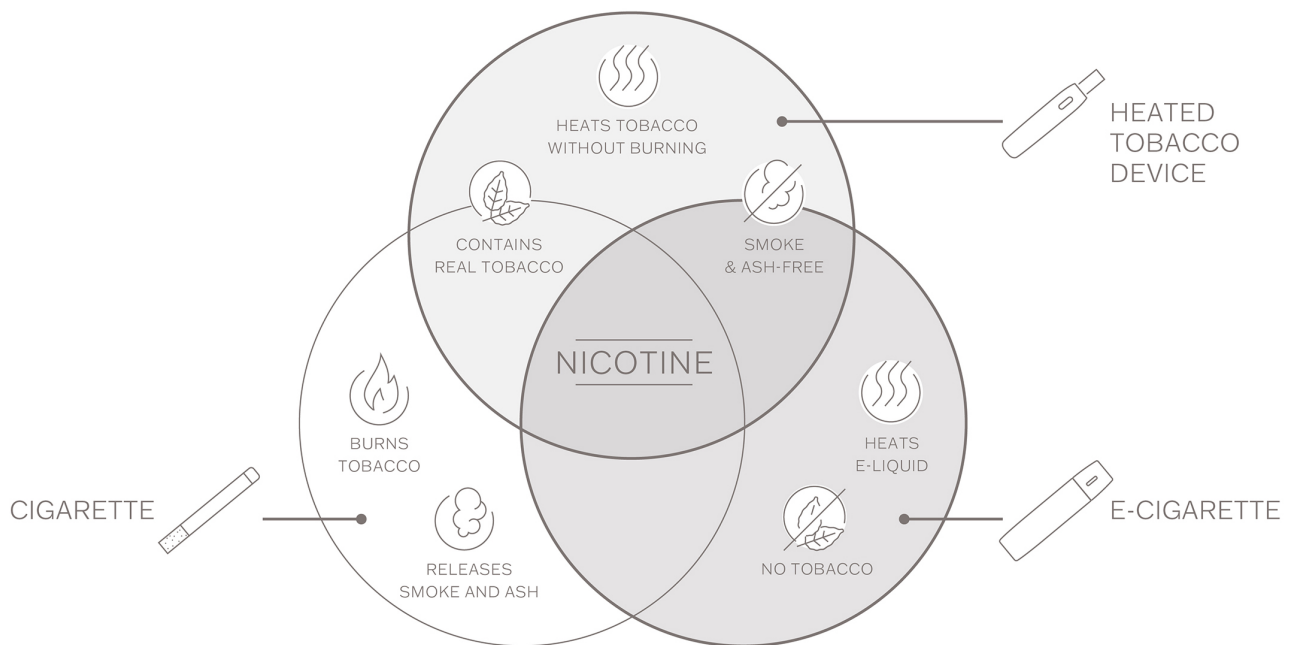 HEATS TOBACCO
WITHOUT BURNING
HEATED
TOBACCO
DEVICE
CONTAINS
REAL TOBACCO
SMOKE
& ASH-FREE
NICOTINE
BURNS
TOBACCO
HEATS
E-LIQUID
CIGARETTE
E-CIGARETTE
RELEASES
SMOKE AND ASH
NO TOBACCO